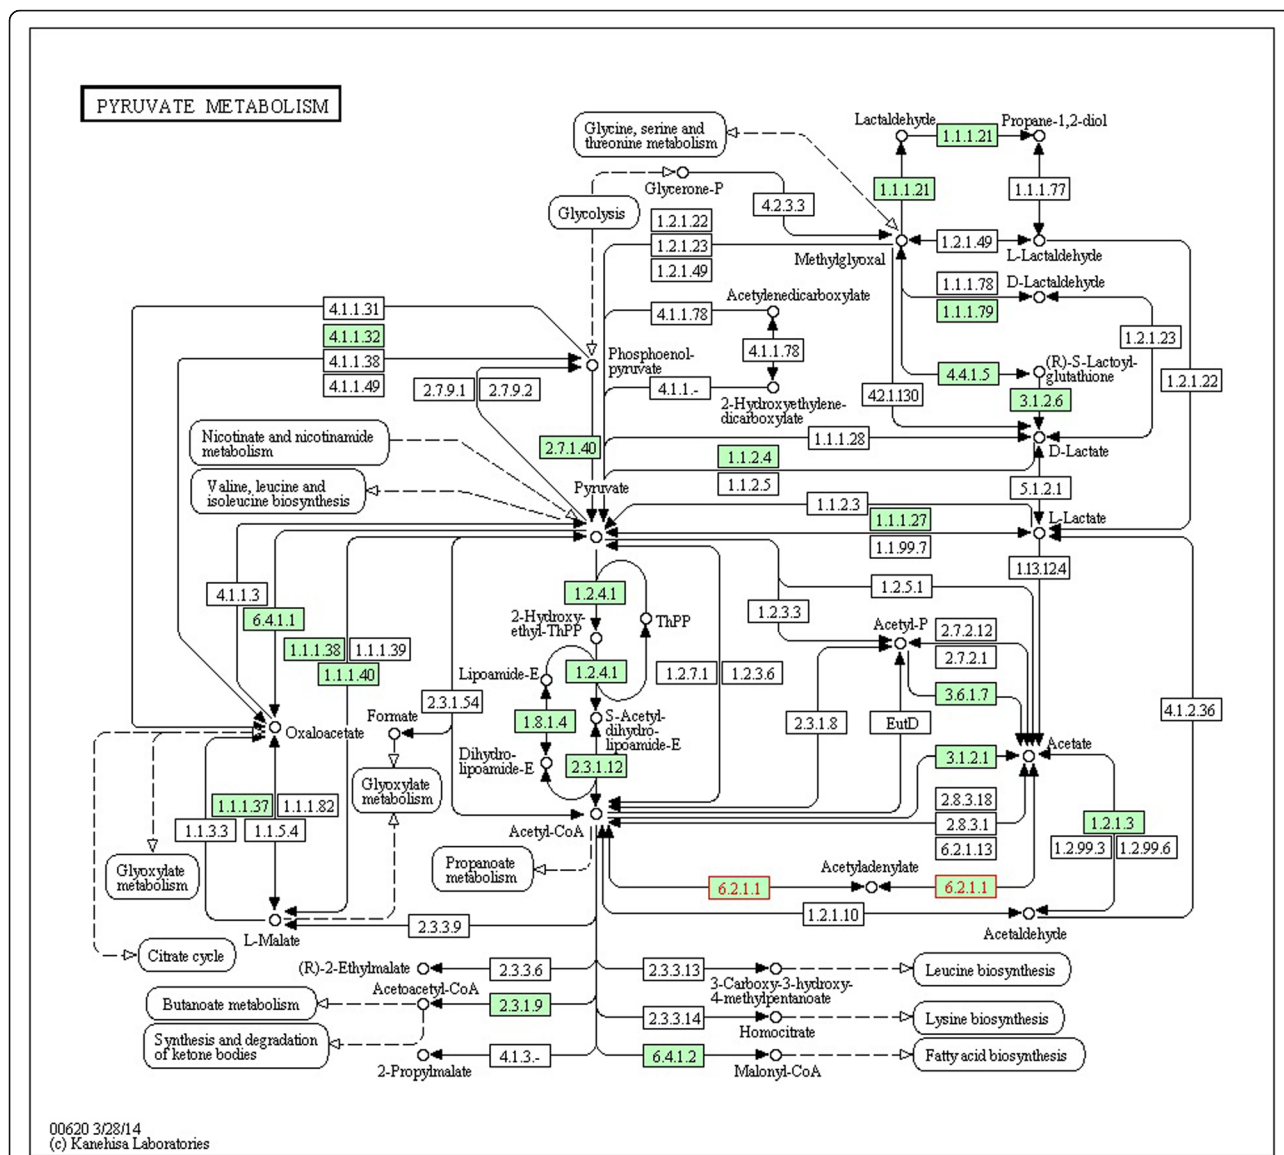 PYRUVATE METABOLISM
Lactaldehyde
Propane-1,2-diol
Glycine, serine and
threonine metabolism
1.1.1.21
Glycerone-P
1.1.1.21
1.1.1.77
Glycolysis
4.2.3.3
1.2.1.22
1.2.1.23
1.2.1.49
1.2.1.49
Methylglyoxal
L-Lactaldehyde
1.1.1.78
D-Lactaldehyde
1.1.1.79
Acetylenedicarboxylate
4.1.1.31
4.1.1.32
4.1.1.38
4.1.1.49
4.1.1.78
4.1.1.78
1.2.1.23
Phosphoenol-
pyruvate
2.7.9.1
2.7.9.2
4.1.1.-
2-Hydroxyethylene-
dicarboxylate
4.4.1.5
(R)-S-Lactoyl-
glutathione
1.2.1.22
4.2.1.130
3.1.2.6
Nicotinate and nicotinamide
metabolism
2.7.1.40
1.1.1.28
D-Lactate
1.1.2.4
1.1.2.5
Valine, leucine and
isoleucine biosynthesis
Pyruvate
5.1.2.1
1.1.2.3
1.1.1.27
1.1.99.7
L-Lactate
1.13.12.4
4.1.1.3
6.4.1.1
1.2.4.1
1.2.5.1
1.2.3.3
2-Hydroxy-
ethyl-ThPP
ThPP
Acetyl-P
2.7.2.12
2.7.2.1
1.1.1.38
1.1.1.39
1.1.1.40
Lipoamide-E
1.2.4.1
1.2.7.1
1.2.3.6
3.6.1.7
2.3.1.54
Formate
1.8.1.4
S-Acetyl-
dihydro-
lipoamide-E
2.3.1.8
EutD
4.1.2.36
Oxaloacetate
Acetate
Dihydro-
lipoamide-E
2.3.1.12
3.1.2.1
Glyoxylate
metabolism
1.1.1.37
1.1.1.82
1.1.3.3
1.1.5.4
Acetyl-CoA
2.8.3.18
2.8.3.1
6.2.1.13
1.2.1.3
1.2.99.3
1.2.99.6
Glyoxylate
metabolism
Propanoate
metabolism
Acetyladenylate
6.2.1.1
6.2.1.1
1.2.1.10
Acetaldehyde
L-Malate
2.3.3.9
Citrate cycle
(R)-2-Ethylmalate
2.3.3.6
2.3.3.13
3-Carboxy-3-hydroxy-
4-methylpentanoate
Leucine biosynthesis
Butanoate metabolism
Acetoacetyl-CoA
2.3.1.9
2.3.3.14
Homocitrate
Lysine biosynthesis
Synthesis and degradation
of ketone bodies
2-Propylmalate
4.1.3.-
6.4.1.2
Malonyl-CoA
Fatty acid biosynthesis
00620 3/28/14
(c) Kanehisa Laboratories